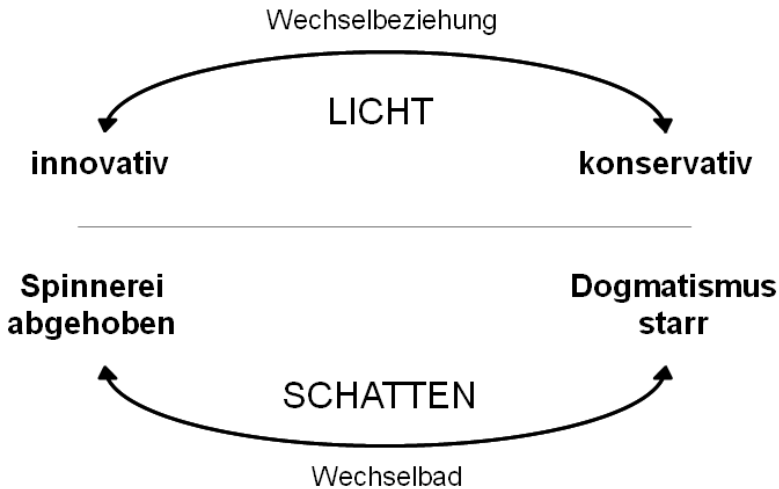 Wechselbeziehung
LICHT
innovativ
konservativ
Spinnerei
abgehoben
Dogmatismus
starr
SCHATTEN
Wechselbad